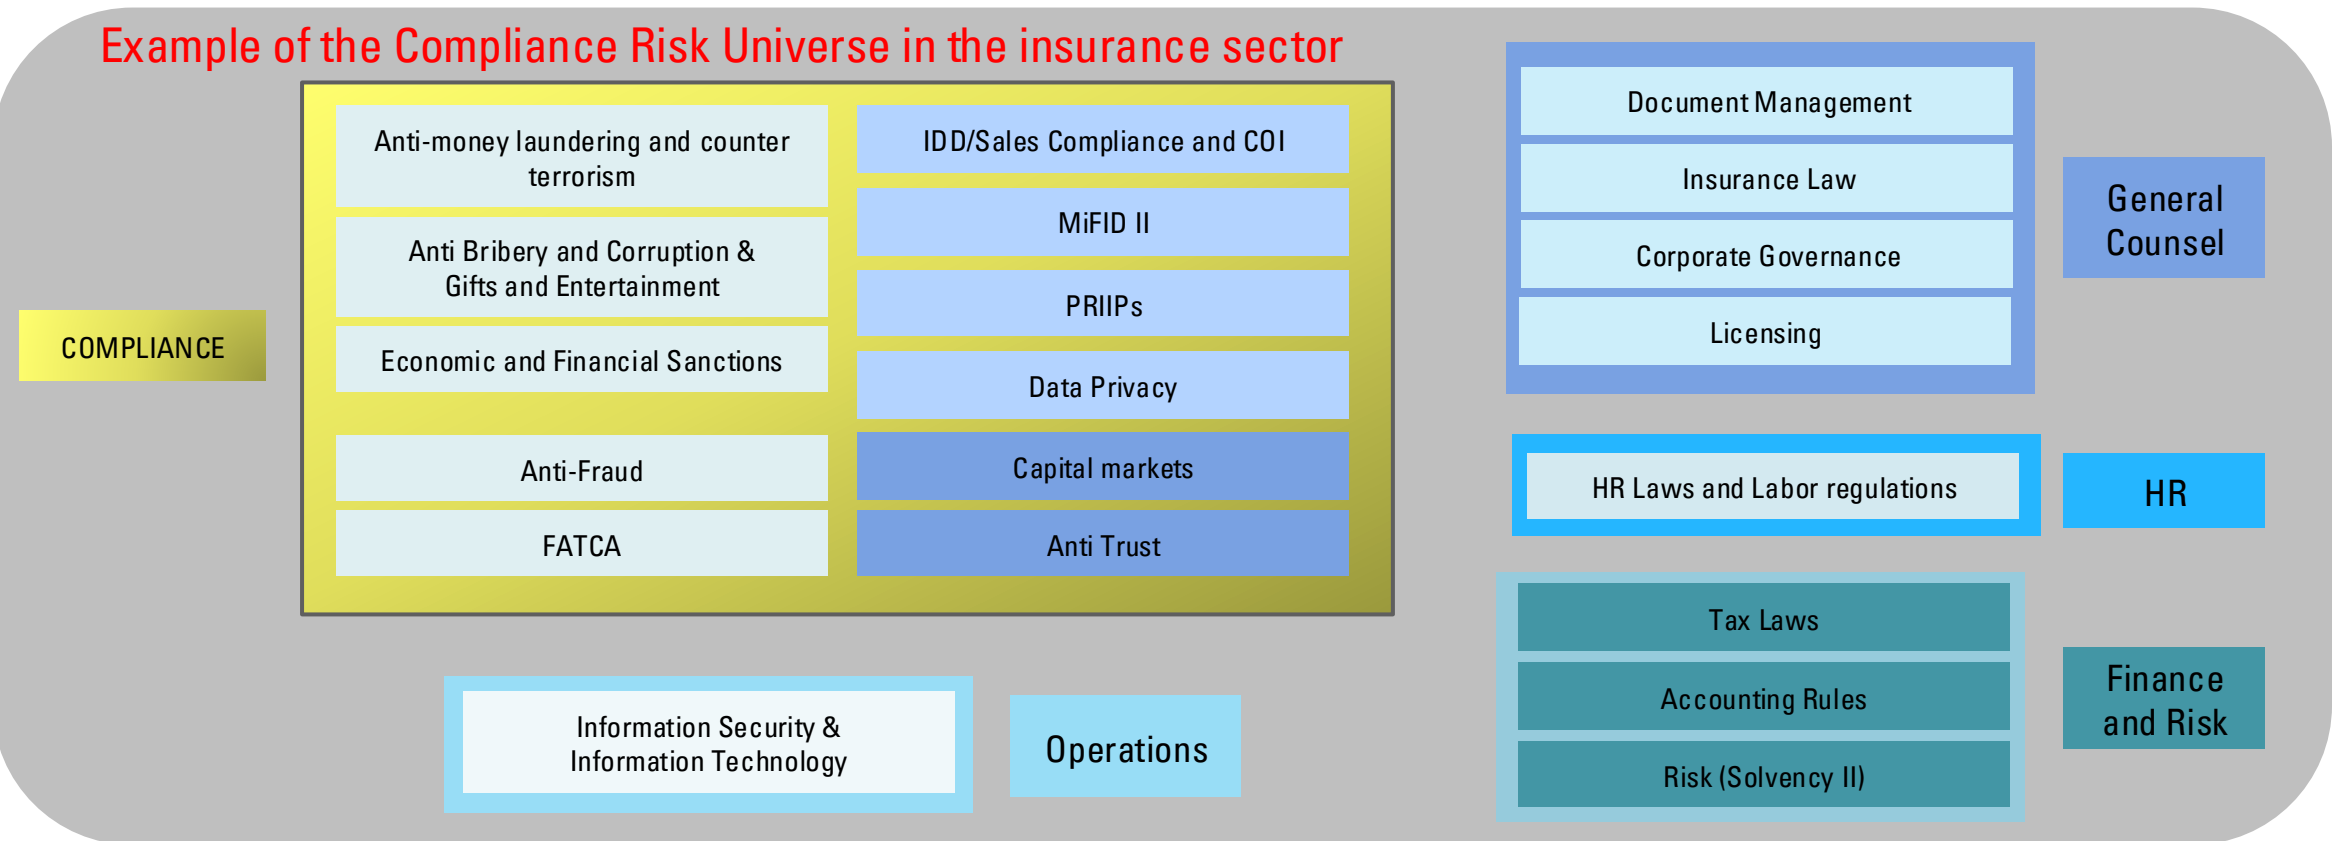 Example of the Compliance Risk Universe in the insurance sector
COMPLIANCE
Anti-money laundering and counter
terrorism
Anti Bribery and Corruption &
Gifts and Entertainment
Economic and Financial Sanctions
Anti-Fraud
FATCA
IDD/Sales Compliance and COI
MiFID II
PRIIPs
Data Privacy
Capital markets
Anti Trust
Document Management
Insurance Law
Corporate Governance
Licensing
General
Counsel
HR Laws and Labor regulations
HR
Tax Laws
Accounting Rules
Risk (Solvency II)
Finance
and Risk
Information Security &
Information Technology
Operations